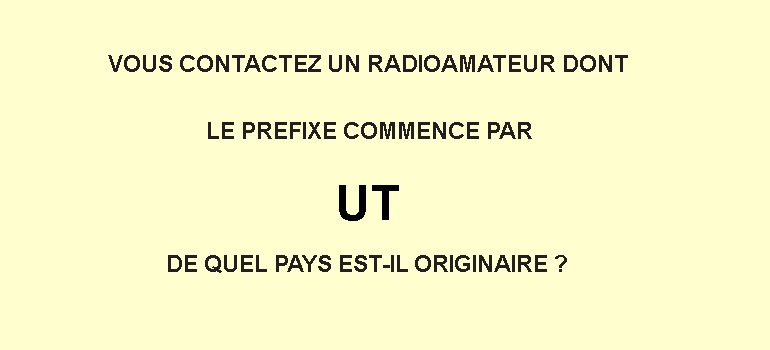 VOUS CONTACTEZ UN RADIOAMATEUR DONT
LE PREFIXE COMMENCE PAR
UT
DE QUEL PAYS EST-IL ORIGINAIRE ?